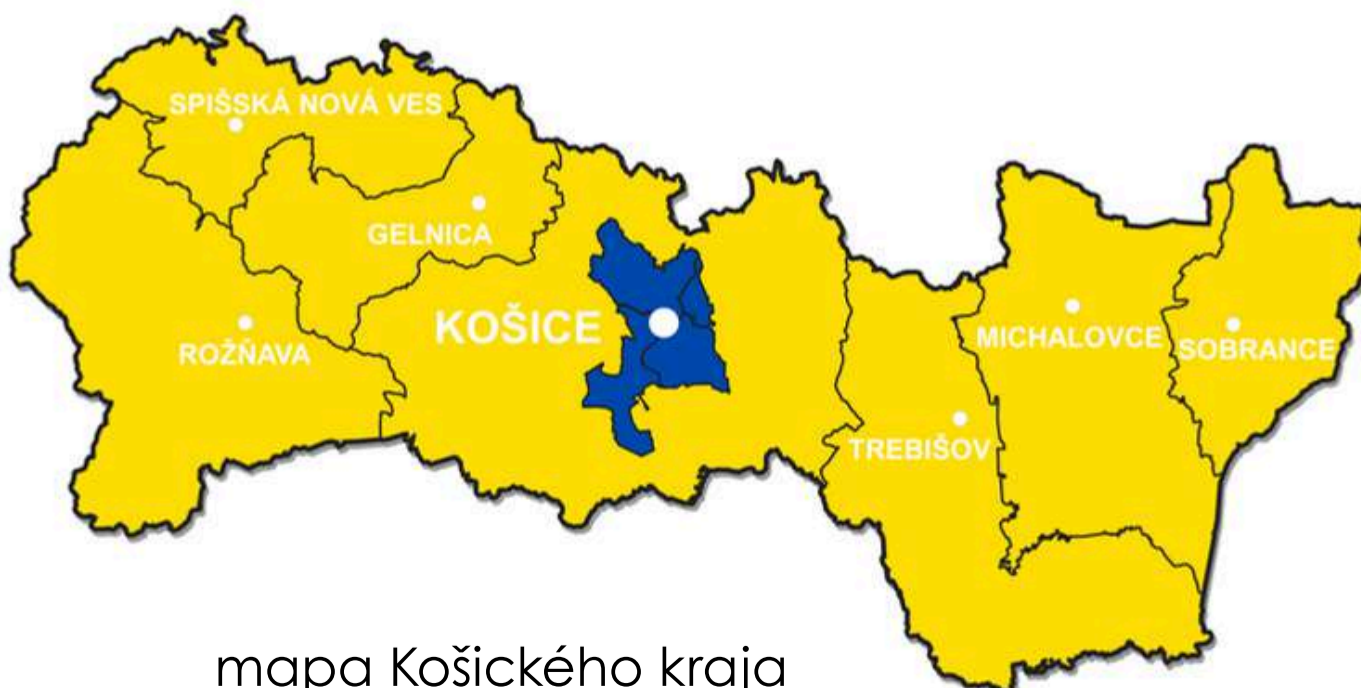 SPIŠSKÁ NOVÁ VES
GELNICA
KOŠICE
ROŽŇAVA
MICHALOVCE
SOBRANCE
TREBIŠOV
mapa Košického kraja